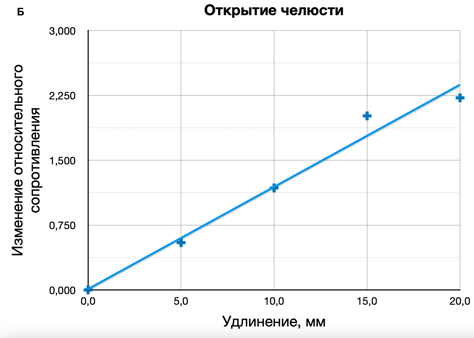 Б
Открытие челюсти
Изменение относительного
сопротивления
3,000
2,250
1,500
0,750
0,000
0,0 5,0 10,0 15,0 20,0
Удлинение, мм